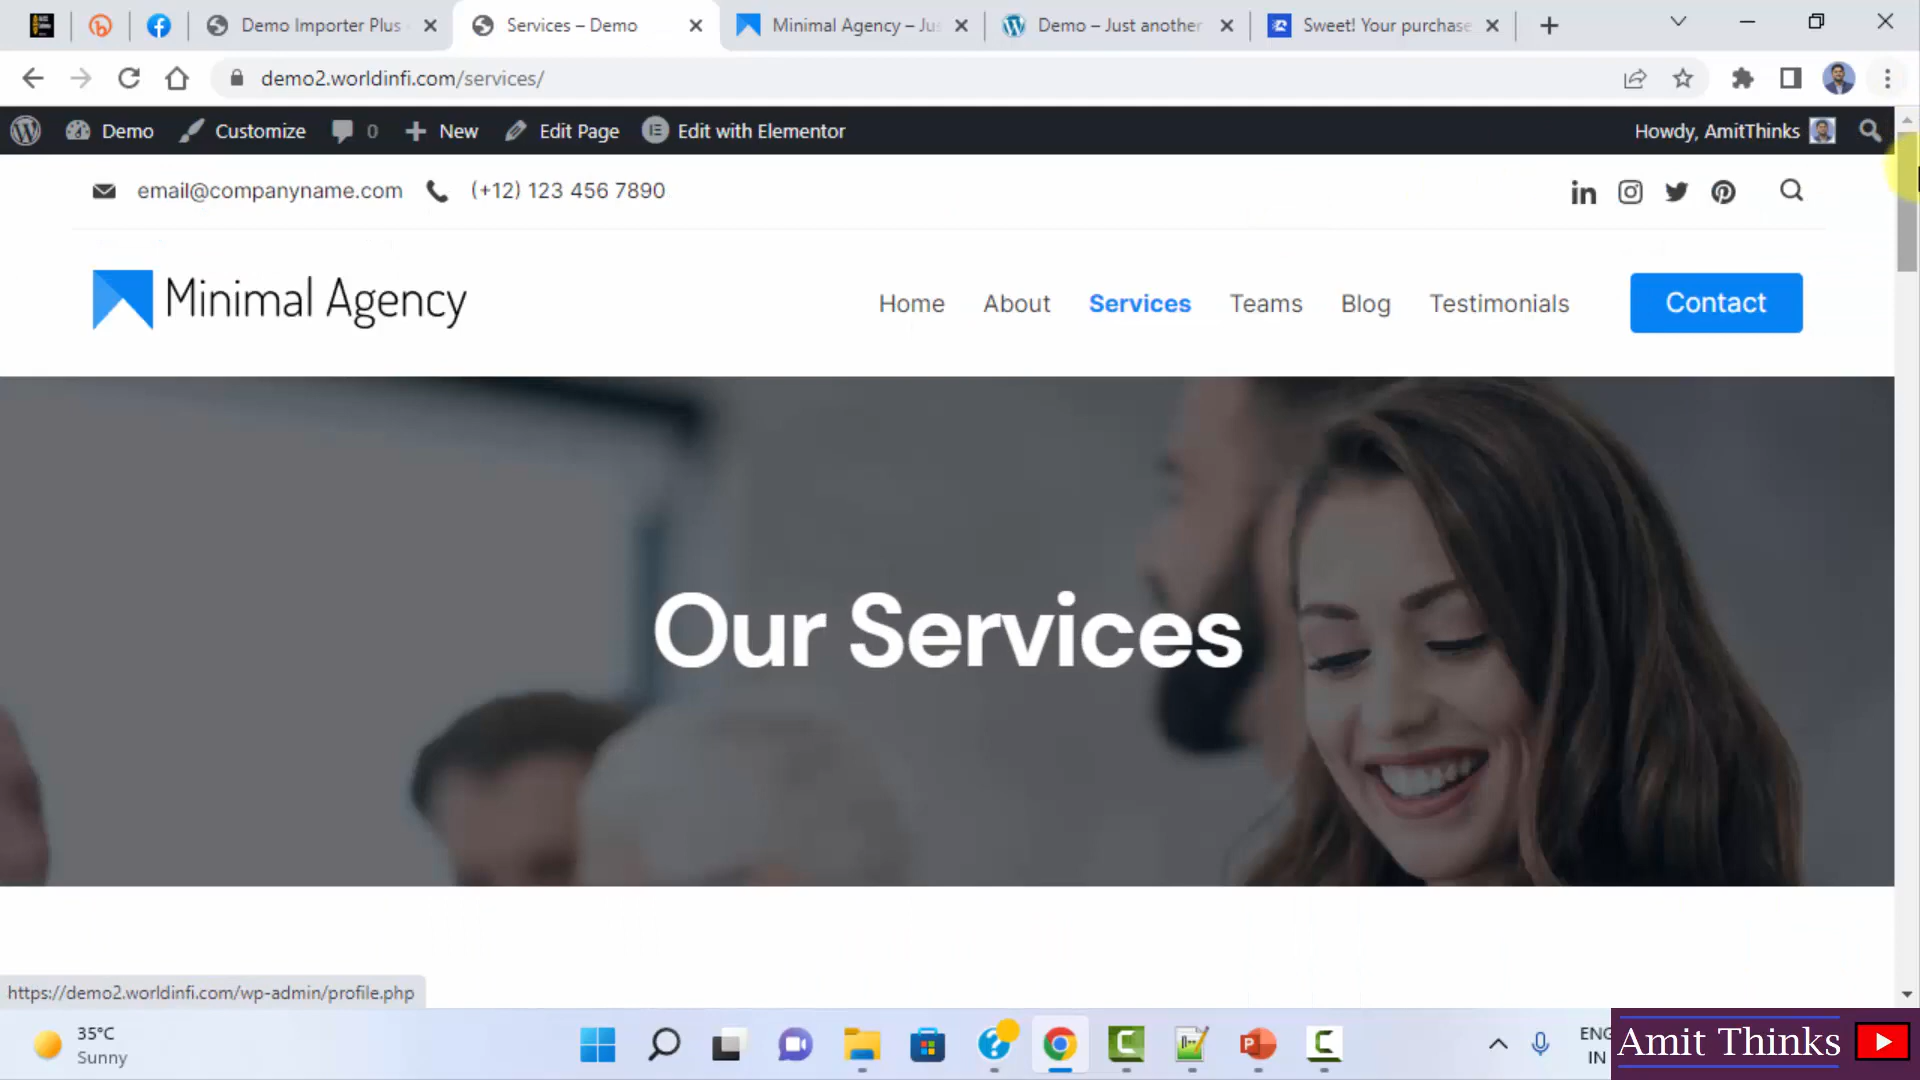 Demo Importer Plus
Services – Demo
Minimal Agency – Jus
Demo – Just another
Sweet! Your purchase
demo2.worldinfi.com/services/
Demo
Customize
0
New
Edit Page
Edit with Elementor
Howdy, AmitThinks
email@companyname.com
(+12) 123 456 7890
Minimal Agency
Home
About
Services
Teams
Blog
Testimonials
Contact
Our Services
https://demo2.worldinfi.com/wp-admin/profile.php
35°C
Sunny
ENG
IN
Amit Thinks